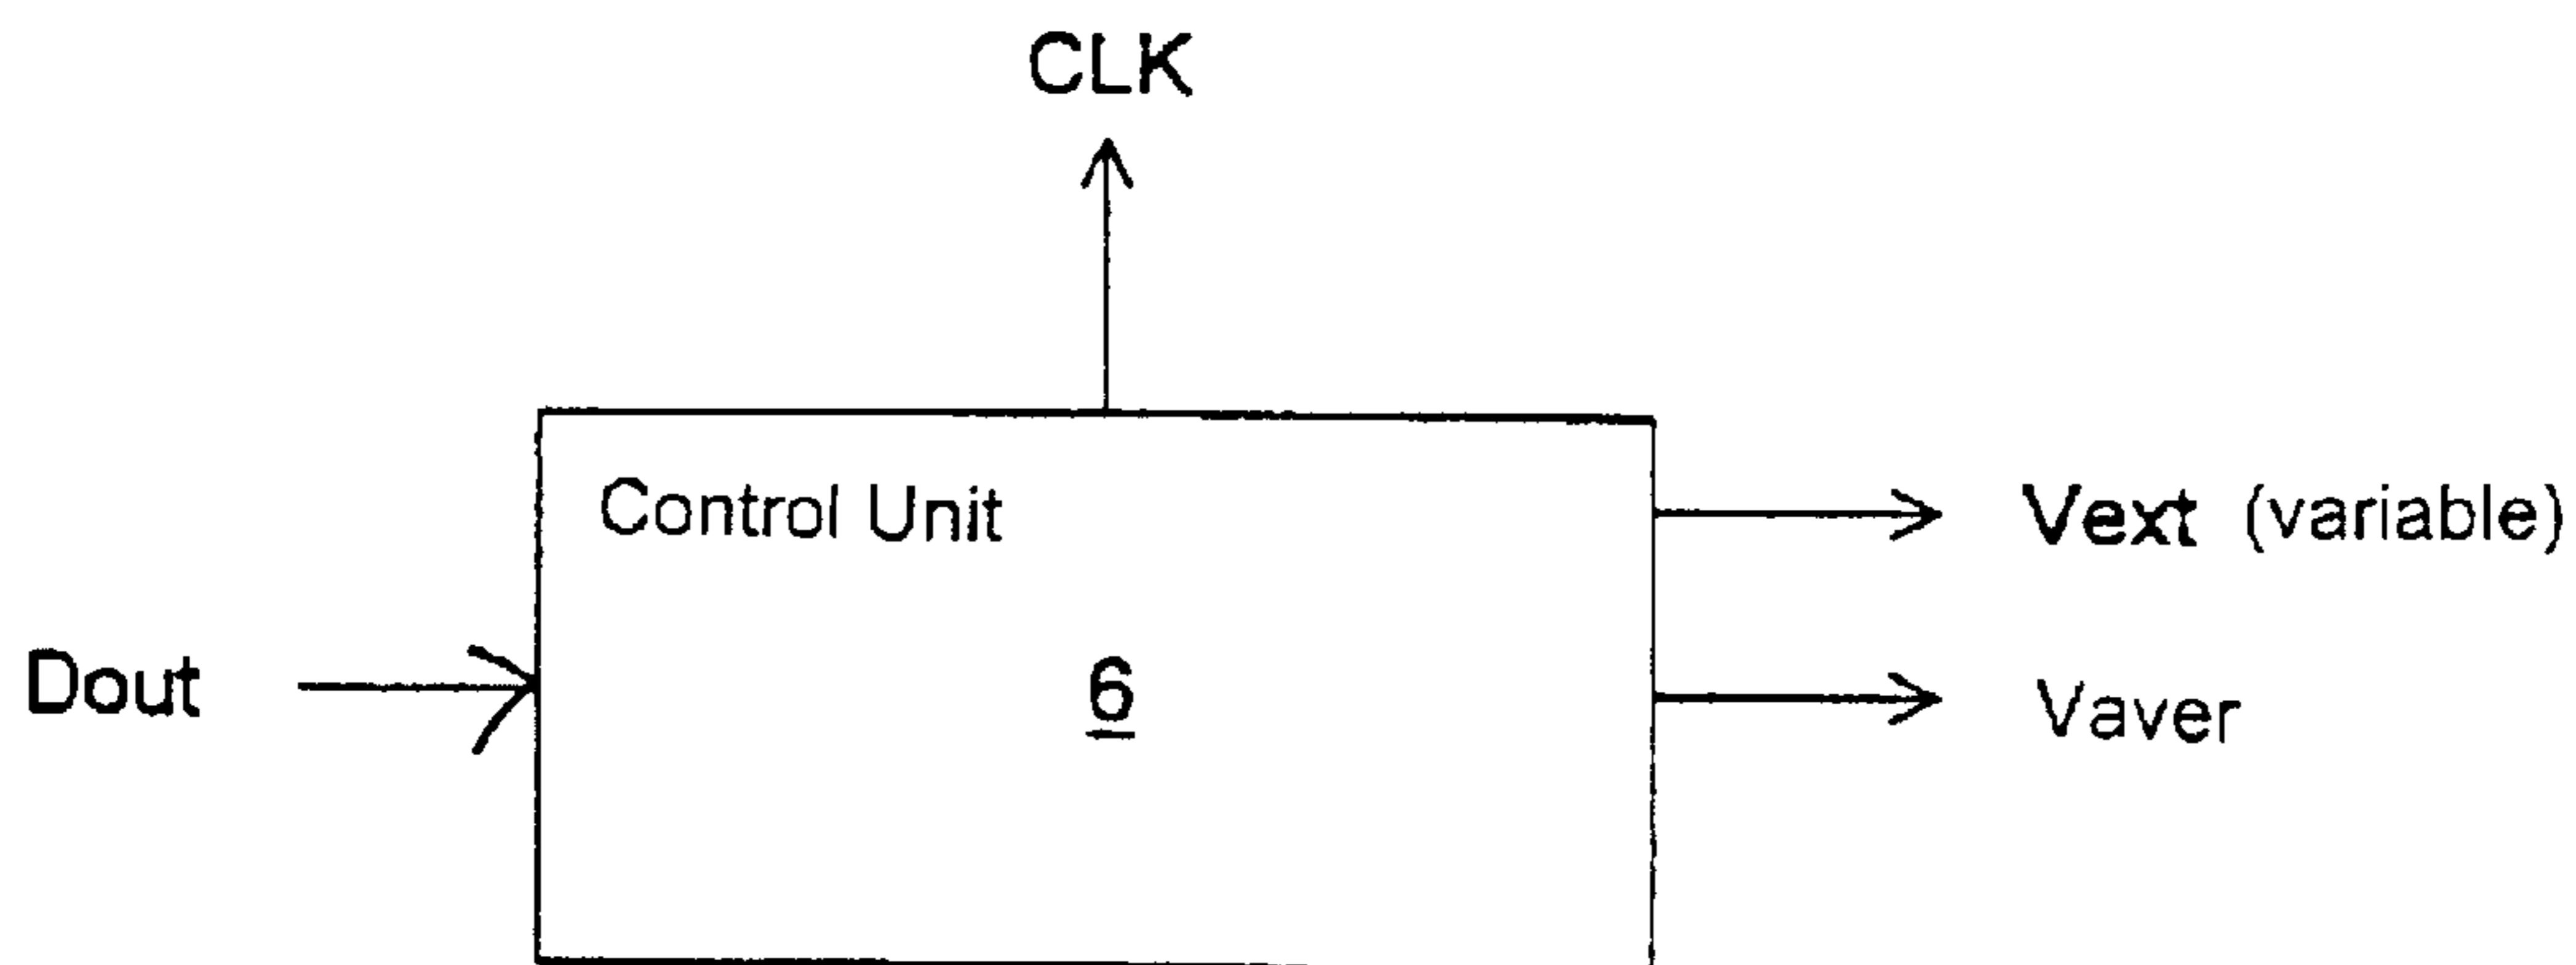 CLK
Control Unit
Vext (variable)
Dout
6
Vaver